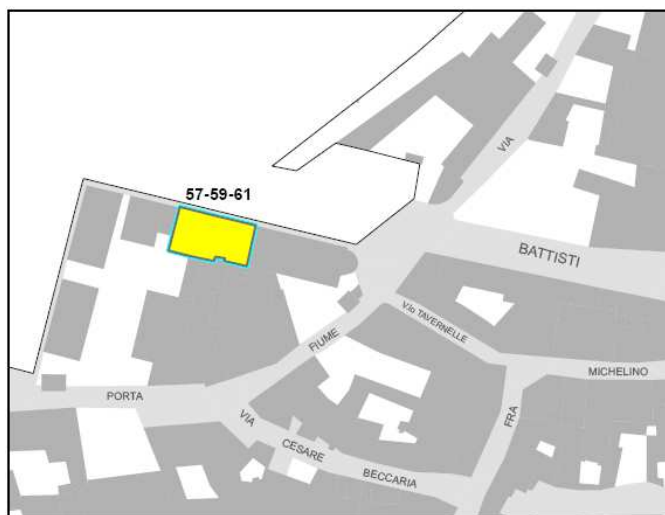 VIA
57-59-61
BATTISTI
V.lo TAVERNELLE
FIUME
MICHELINO
PORTA
FRA
VIA
CESARE
BECCARIA